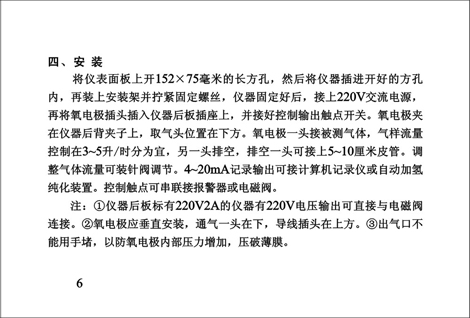 四、安 装
将仪表面板上开152×75毫米的长方孔，然后将仪器插进开好的方孔
内，再装上安装架并拧紧固定螺丝，仪器固定好后，接上220V交流电源，
再将氧电极插头插入仪器后板插座上，并接好控制输出触点开关。氧电极夹
在仪器后背夹子上，取气头位置在下方。氧电极一头接被测气体，气样流量
控制在3~5升/时分为宜，另一头排空，排空一头可接上5~10厘米皮管。调
整气体流量可装针阀调节。4~20mA记录输出可接计算机记录仪或自动加氢
纯化装置。控制触点可串联接报警器或电磁阀。
注：①仪器后板标有220V2A的仪器有220V电压输出可直接与电磁阀
连接。②氧电极应垂直安装，通气一头在下，导线插头在上方。③出气口不
能用手堵，以防氧电极内部压力增加，压破薄膜。
6